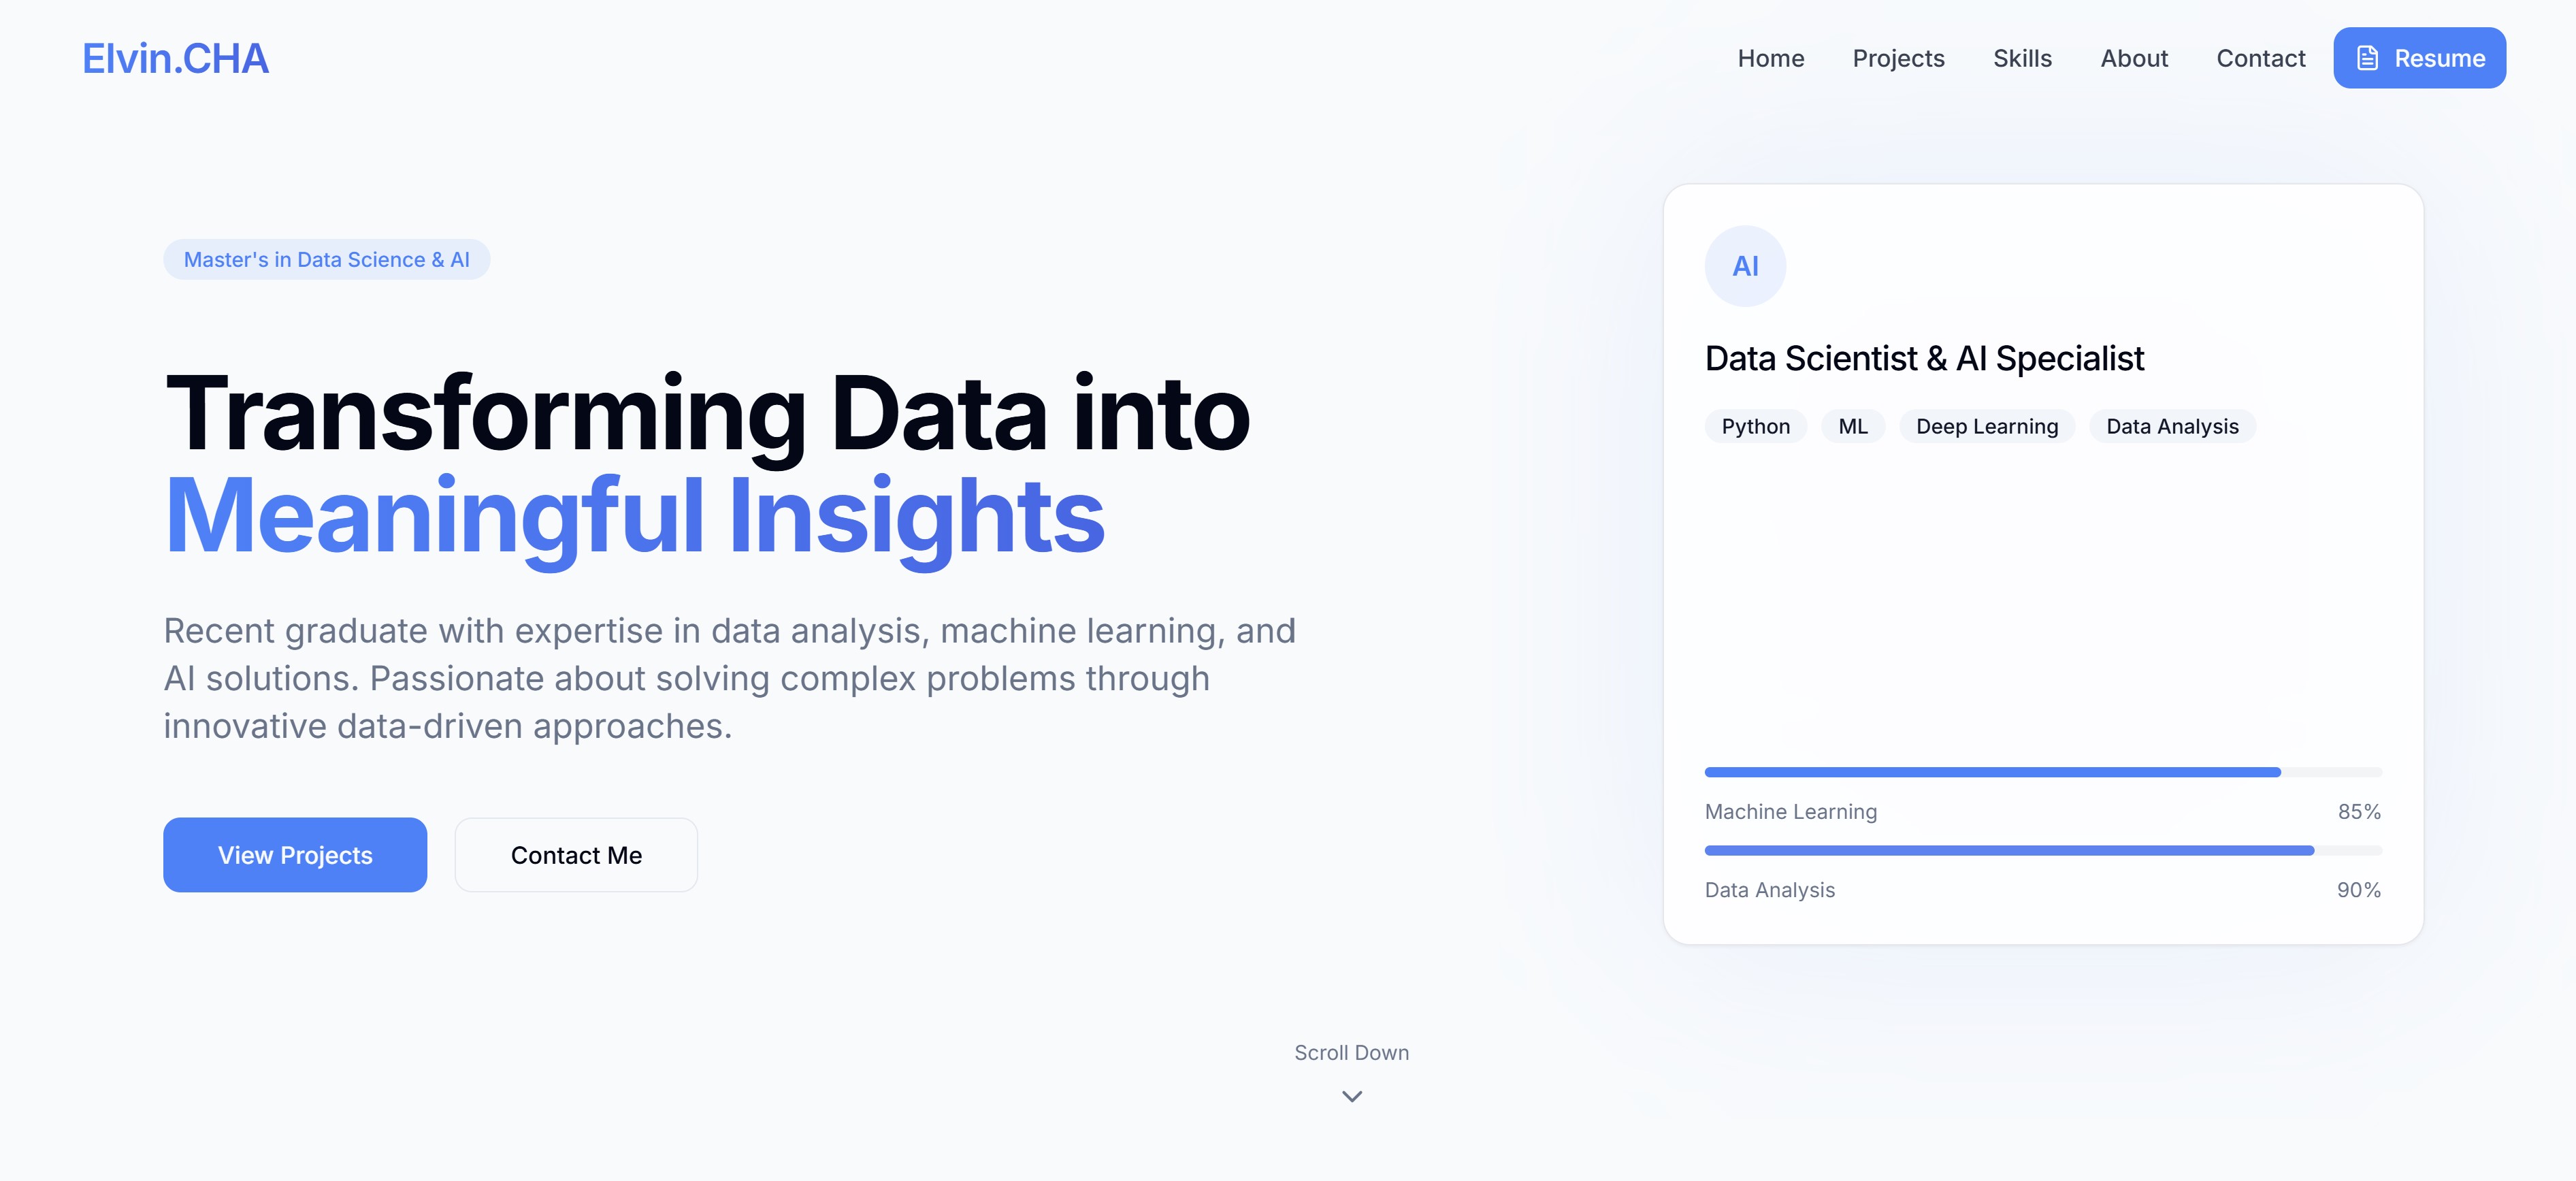 Elvin.CHA
Home Projects Skills About Contact Resume
Master's in Data Science & AI
Transforming Data into
Meaningful Insights
Recent graduate with expertise in data analysis, machine learning, and
AI solutions. Passionate about solving complex problems through
innovative data-driven approaches.
View Projects Contact Me
AI
Data Scientist & AI Specialist
Python ML Deep Learning Data Analysis
Machine Learning 85%
Data Analysis 90%
Scroll Down